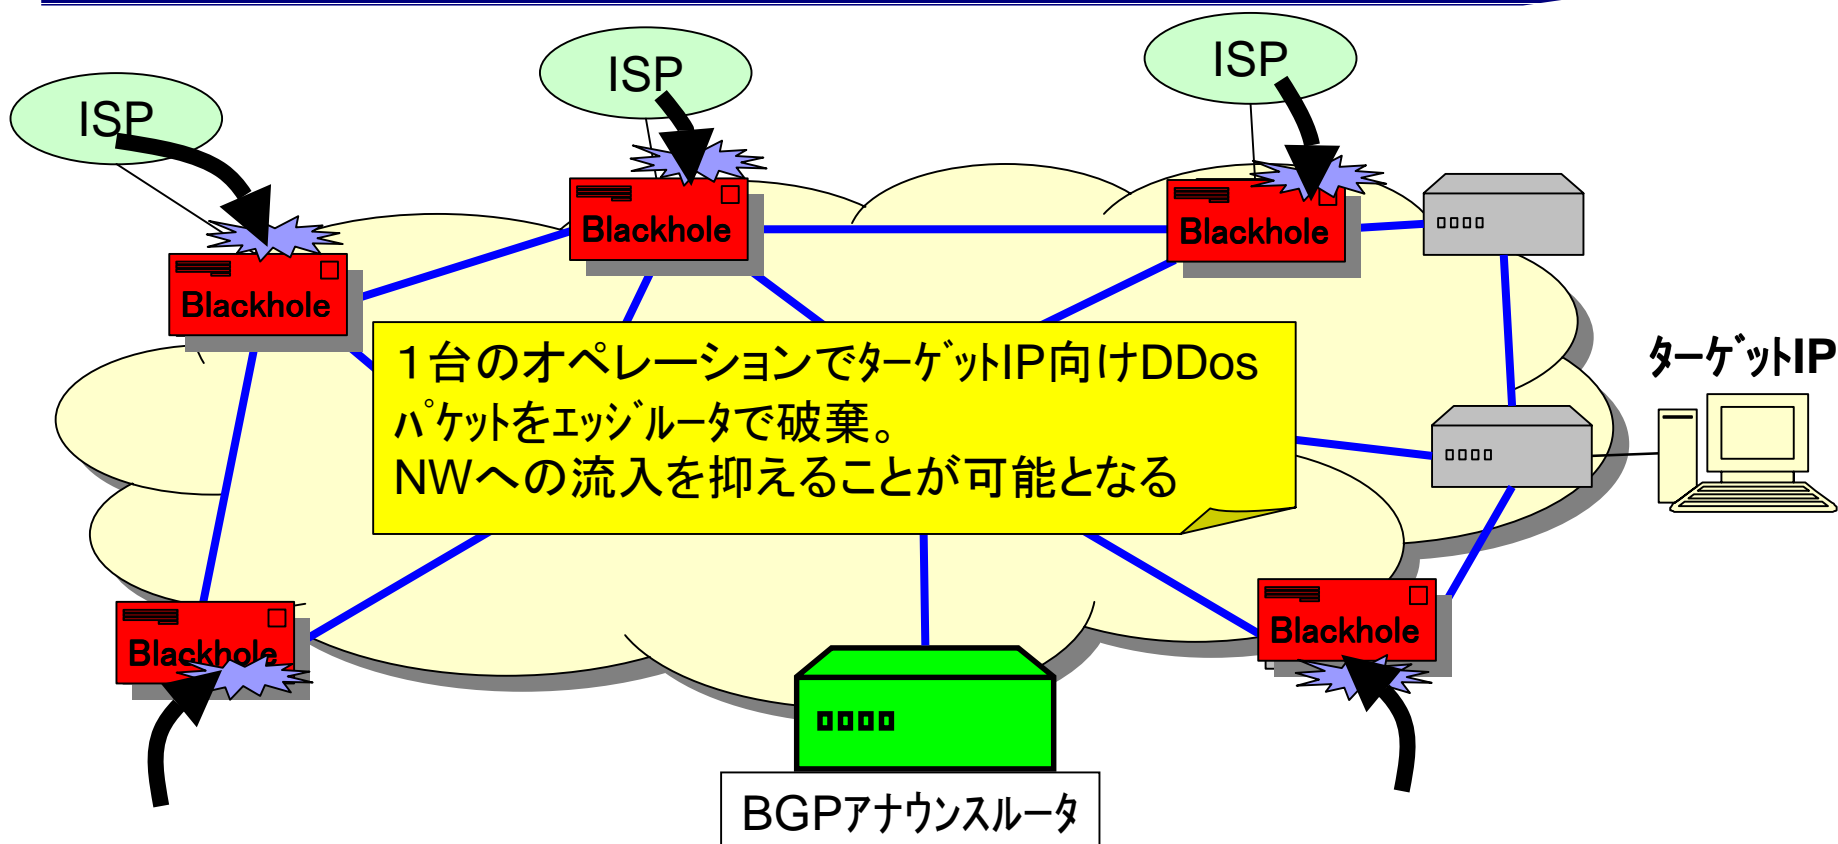 ISP
ISP
ISP
Blackhole
Blackhole
Blackhole
１台のオペレーションでﾀｰｹﾞｯﾄIP向けDDos
ﾊﾟｹｯﾄをｴｯｼﾞﾙｰﾀで破棄。
NWへの流入を抑えることが可能となる
ﾀｰｹﾞｯﾄIP
Blackhole
Blackhole
BGPｱﾅｳﾝｽﾙｰﾀ